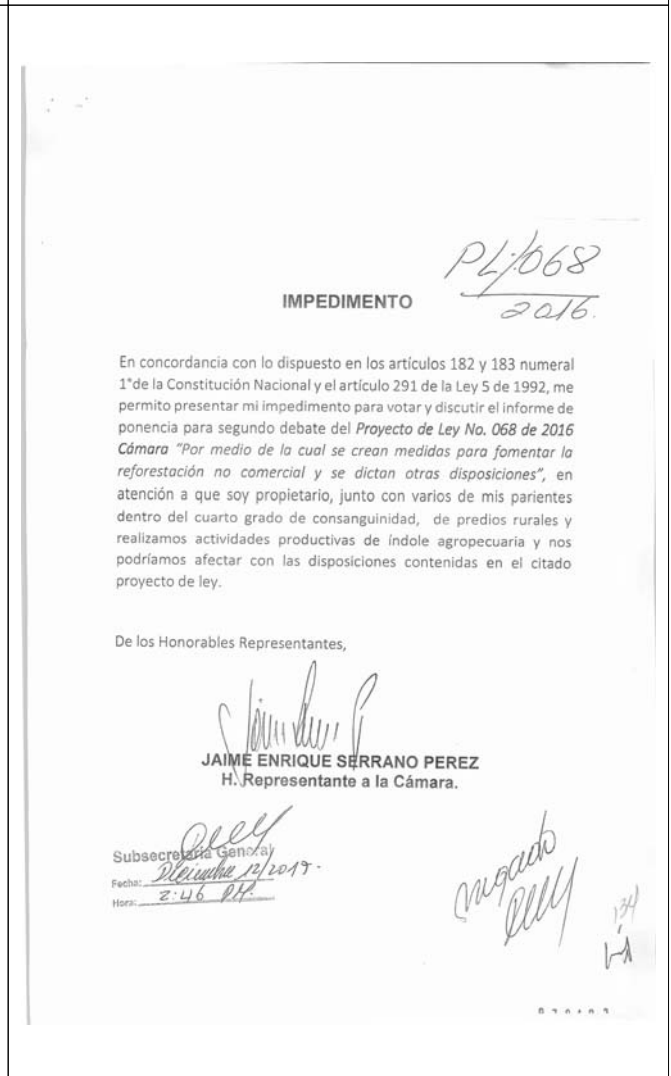 PL/068
2016.
IMPEDIMENTO
En concordancia con lo dispuesto en los artículos 182 y 183 numeral
1°de la Constitución Nacional y el artículo 291 de la Ley 5 de 1992, me
permito presentar mi impedimento para votar y discutir el informe de
ponencia para segundo debate del Proyecto de Ley No. 068 de 2016
Cámara "Por medio de la cual se crean medidas para fomentar la
reforestación no comercial y se dictan otras disposiciones", en
atención a que soy propietario, junto con varios de mis parientes
dentro del cuarto grado de consanguinidad, de predios rurales y
realizamos actividades productivas de índole agropecuaria y nos
podríamos afectar con las disposiciones contenidas en el citado
proyecto de ley.
De los Honorables Representantes,
JAIME ENRIQUE SERRANO PEREZ
H. Representante a la Cámara.
Subsecretaría General
Fecha: Diciembre 12/2017.
Hora: 2:46 PM.
negado
134